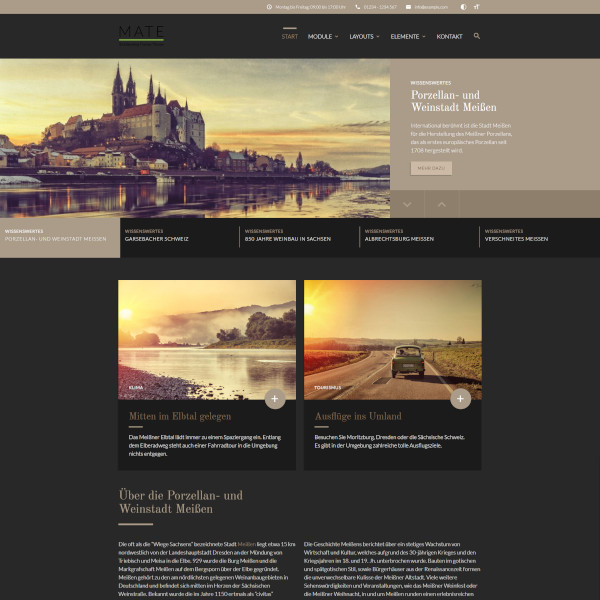 Montag bis Freitag: 09:00 bis 17:00 Uhr
01234 - 1234 567
MATE
START
MODULE
LAYOUTS
ELEMENTE
KONTAKT
WISSENSWERTES
Porzellan- und
Weinstadt Meißen
International berühmt ist die Stadt Meißen
für die Herstellung des Meißner Porzellans,
das als erstes europäisches Porzellan seit
1708 hergestellt wird.
MEHR DAZU
WISSENSWERTES
PORZELLAN- UND WEINSTADT MEISSEN
WISSENSWERTES
GARSEBACHER SCHWEIZ
WISSENSWERTES
850 JAHRE WEINBAU IN SACHSEN
WISSENSWERTES
ALBRECHTSBURG MEISSEN
WISSENSWERTES
VERSCHNEITES MEISSEN
KLIMA
Mitten im Elbtal gelegen
Das Meißner Elbtal lädt immer zu einem Spaziergang ein. Entlang
dem Elberadweg steht auch einer Fahrradtour in die Umgebung
nichts entgegen.
TOURISMUS
Ausflüge ins Umland
Besuchen Sie Moritzburg, Dresden oder die Sächsische Schweiz.
Es gibt in der Umgebung zahlreiche tolle Ausflugsziele.
Über die Porzellan- und
Weinstadt Meißen
Die oft als die "Wiege Sachsens" bezeichnete Stadt Meißen liegt etwa 15 km
nordwestlich von der Landeshauptstadt Dresden an der Mündung von
Triebisch und Meisa in die Elbe. 929 wurde die Burg Meißen und die
Markgrafschaft Meißen auf dem Bergsporn über der Elbe gegründet.
Meißen gehört zu den am nördlichsten gelegenen Weinanbaugebieten in
Deutschland und befindet sich mitten im Herzen der Sächsischen
Weinstraße. Bekannt wurde die im Jahre 1150 erstmals als "civitas"
Die Geschichte Meißens berichtet über ein stetiges Wachstum von
Wirtschaft und Kultur, welches aufgrund des 30-jährigen Krieges und den
Kriegsjahren im 18. und 19. Jh. unterbrochen wurde. Bauten im gotischen
und spätgotischen Stil, sowie Bürgerhäuser aus der Renaissancezeit formen
die unverwechselbare Kulisse der Meißner Altstadt. Viele weitere
Sehenswürdigkeiten und Veranstaltungen, wie das Meißner Weinfest oder
die Meißner Weihnacht, in und um Meißen runden einen erlebnisreichen